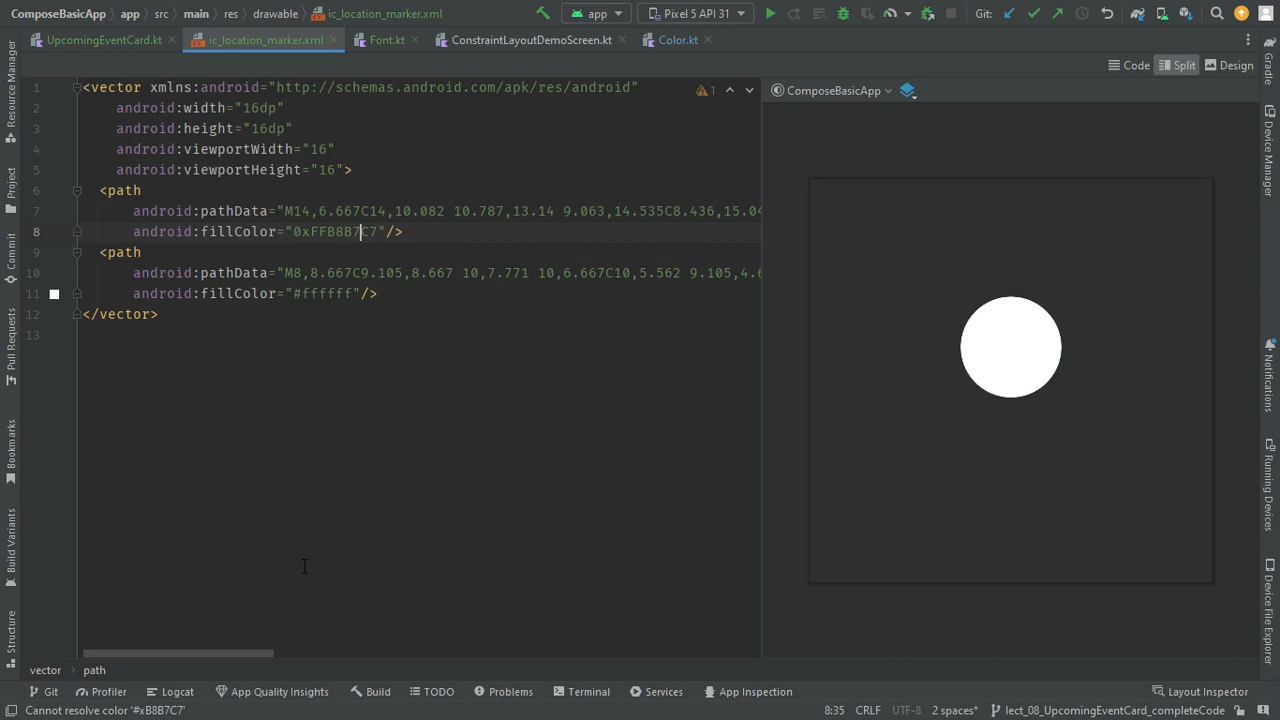 ComposeBasicApp app src main res drawable ic_location_marker.xml app Pixel 5 API 31 Git:
UpcomingEventCard.kt ic_location_marker.xml Font.kt ConstraintLayoutDemoScreen.kt Color.kt
Code Split Design
ComposeBasicApp
1 <vector xmlns:android="http://schemas.android.com/apk/res/android" 1
2 android:width="16dp"
3 android:height="16dp"
4 android:viewportWidth="16"
5 android:viewportHeight="16">
6 <path
7 android:pathData="M14,6.667C14,10.082 10.787,13.14 9.063,14.535C8.436,15.04
8 android:fillColor="0xFFB8B7C7"/>
9 <path
10 android:pathData="M8,8.667C9.105,8.667 10,7.771 10,6.667C10,5.562 9.105,4.6
11 android:fillColor="#ffffff"/>
12 </vector>
13
Resource Manager
Project
Commit
Pull Requests
Bookmarks
Build Variants
Structure
Gradle
Device Manager
Notifications
Running Devices
Device File Explorer
vector path
Git Profiler Logcat App Quality Insights Build TODO Problems Terminal Services App Inspection Layout Inspector
Cannot resolve color '#xB8B7C7' 8:35 CRLF UTF-8 2 spaces* lect_08_UpcomingEventCard_completeCode